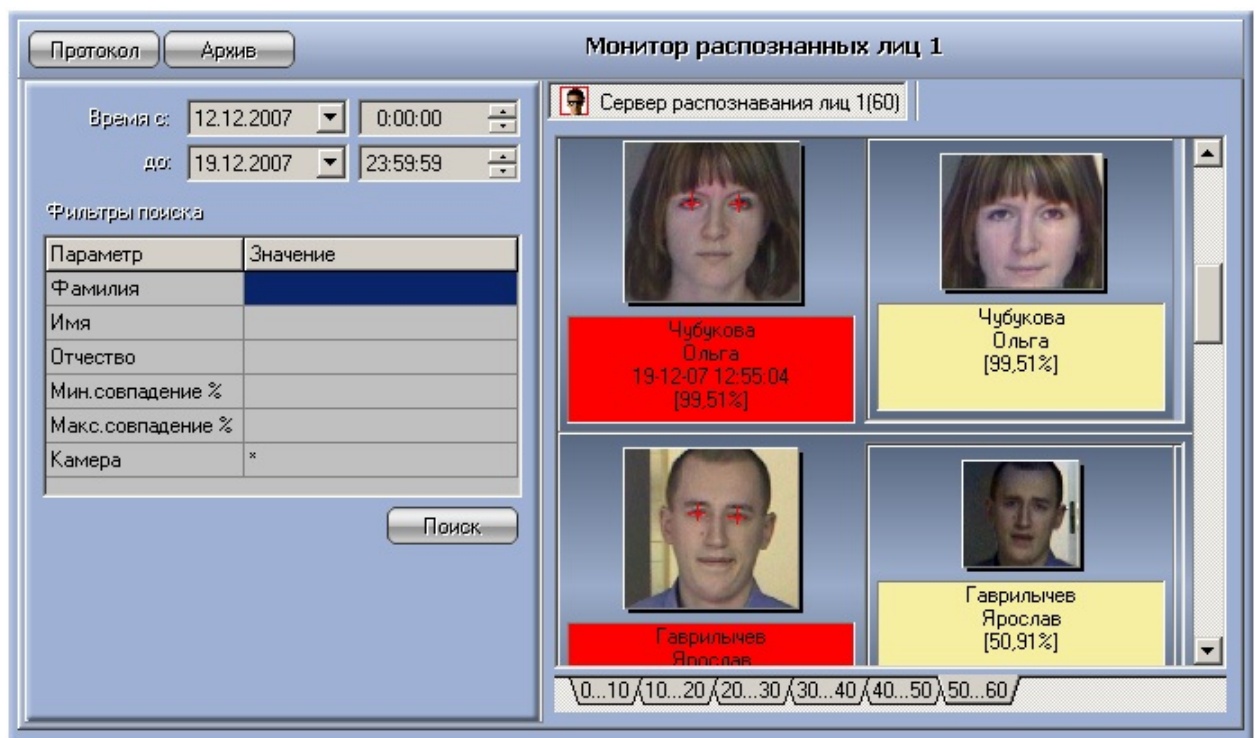 Протокол
Архив
Монитор распознанных лиц 1
Время с:
12.12.2007
0:00:00
до:
19.12.2007
23:59:59
Фильтры поиска
Параметр
Значение
Фамилия
Имя
Отчество
Мин.совпадение %
Макс.совпадение %
Камера
*
Поиск
Сервер распознавания лиц 1(60)
Чубукова
Ольга
19-12-07 12:55:04
[99,51%]
Чубукова
Ольга
[99,51%]
Гаврилычев
Ярослав
Гаврилычев
Ярослав
[50,91%]
0...10
10...20
20...30
30...40
40...50
50...60